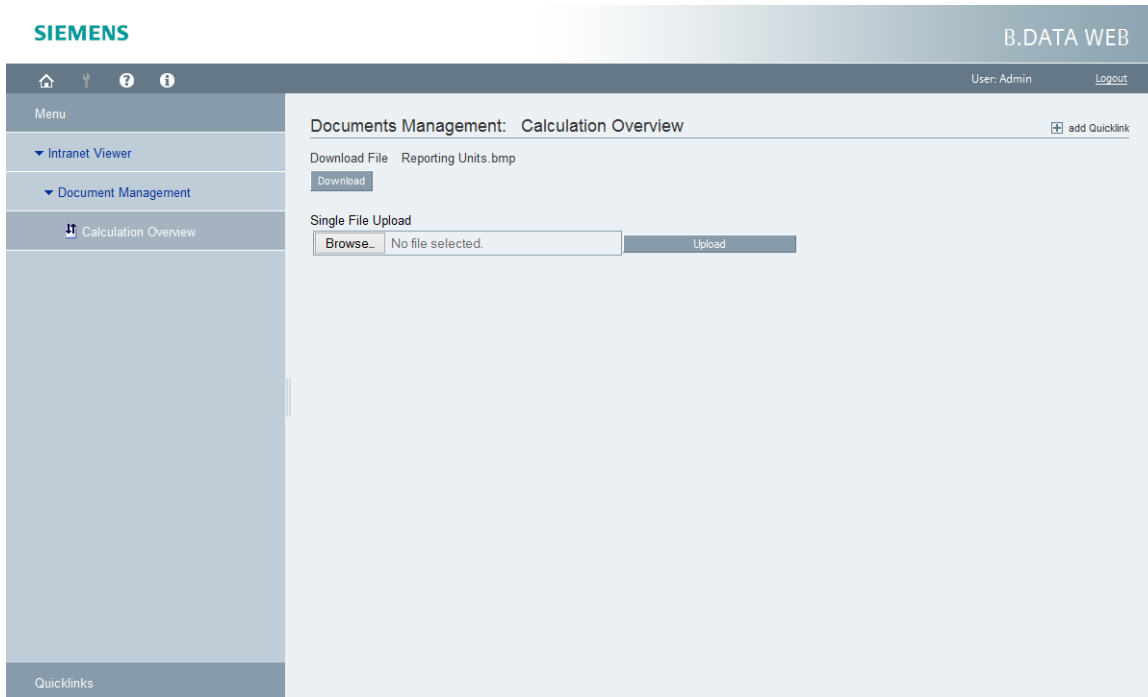 SIEMENS
B.DATA WEB
User: Admin Logout
Menu
Documents Management: Calculation Overview
add Quicklink
Intranet Viewer
Download File Reporting Units.bmp
Download
Document Management
Single File Upload
Calculation Overview
Browse... No file selected. Upload
Quicklinks